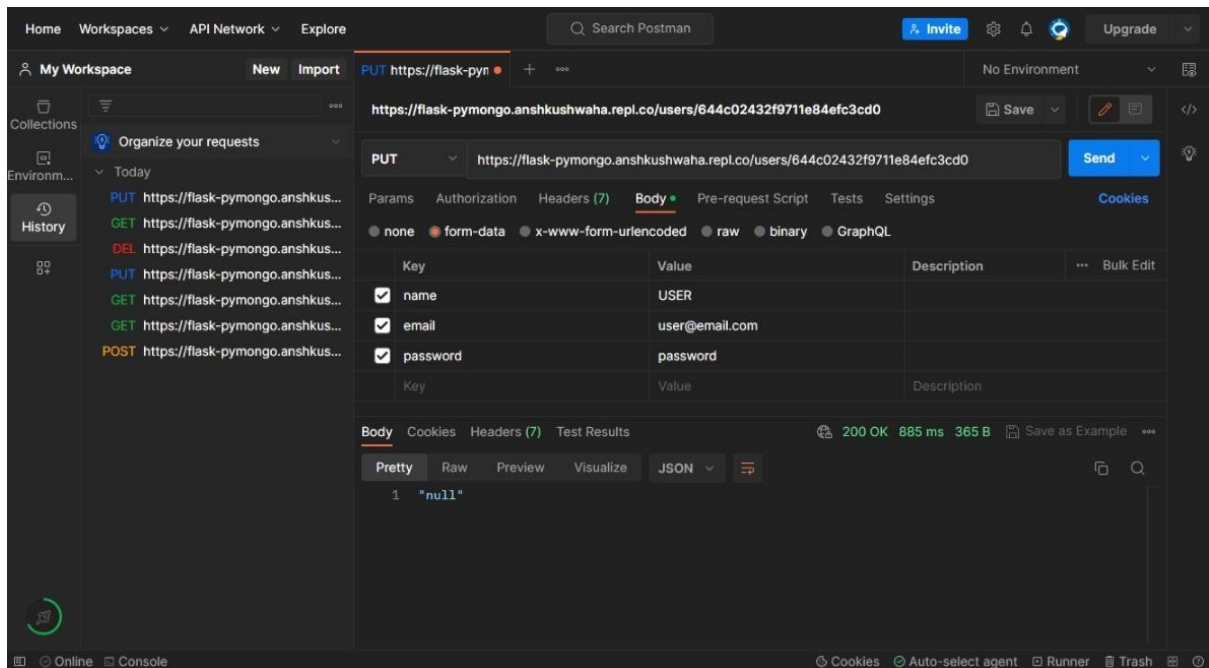 Home Workspaces API Network Explore Search Postman Invite Upgrade
My Workspace New Import PUT https://flask-pyn No Environment
Collections
Environm...
History
Organize your requests
Today
PUT https://flask-pymongo.anshkus...
GET https://flask-pymongo.anshkus...
DEL https://flask-pymongo.anshkus...
PUT https://flask-pymongo.anshkus...
GET https://flask-pymongo.anshkus...
GET https://flask-pymongo.anshkus...
POST https://flask-pymongo.anshkus...
https://flask-pymongo.anshkushwaha.repl.co/users/644c02432f9711e84efc3cd0 Save
PUT https://flask-pymongo.anshkushwaha.repl.co/users/644c02432f9711e84efc3cd0 Send
Params Authorization Headers (7) Body Pre-request Script Tests Settings Cookies
none form-data x-www-form-urlencoded raw binary GraphQL
Key Value Description Bulk Edit
name USER
email user@email.com
password password
Key Value Description
Body Cookies Headers (7) Test Results 200 OK 885 ms 365 B Save as Example
Pretty Raw Preview Visualize JSON
1 "null"
Online Console Cookies Auto-select agent Runner Trash